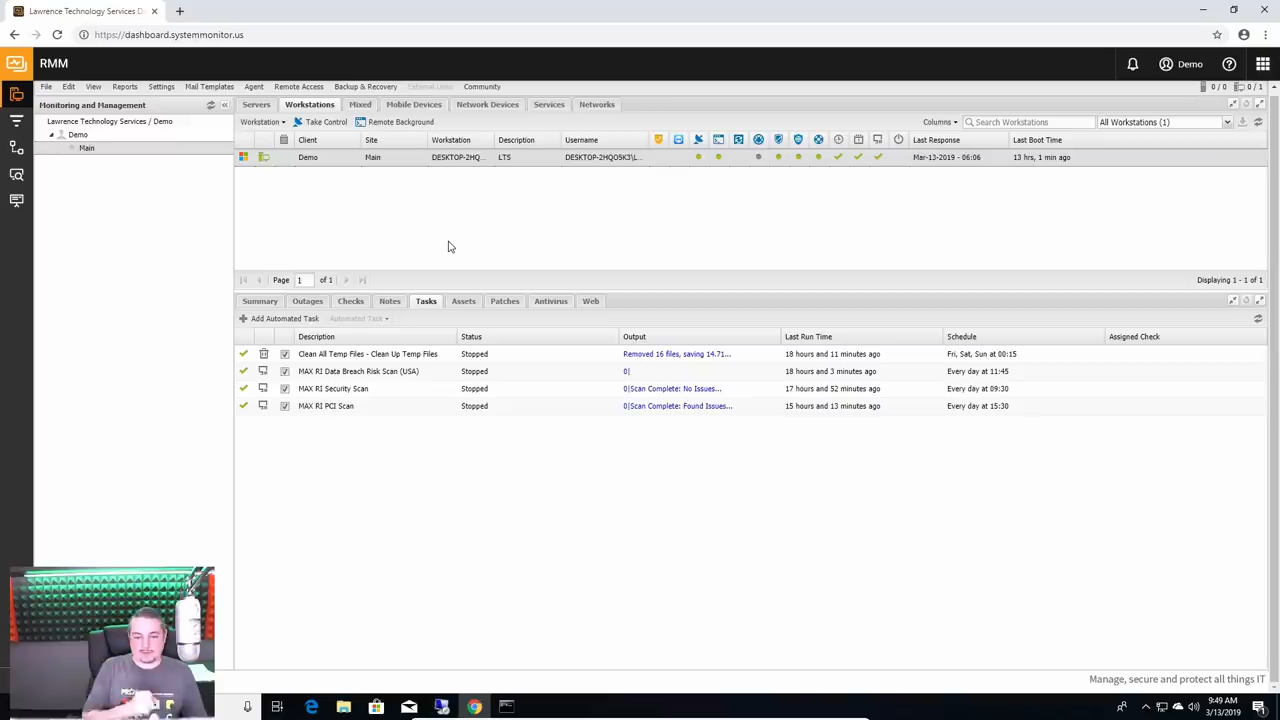 Lawrence Technology Services D
https://dashboard.systemmonitor.us
RMM
Demo
File Edit View Reports Settings Mail Templates Agent Remote Access Backup & Recovery External Links Community
0 / 0 0 / 1
Monitoring and Management
Servers Workstations Mixed Mobile Devices Network Devices Services Networks
Lawrence Technology Services / Demo
Demo
Main
Workstation Take Control Remote Background Columns Search Workstations All Workstations (1)
Client Site Workstation Description Username Last Response Last Boot Time
Demo Main DESKTOP-2HQ... LTS DESKTOP-2HQO5K3\L... Mar-13-2019 - 06:06 13 hrs, 1 min ago
Page 1 of 1 Displaying 1 - 1 of 1
Summary Outages Checks Notes Tasks Assets Patches Antivirus Web
Add Automated Task Automated Task
Description Status Output Last Run Time Schedule Assigned Check
Clean All Temp Files - Clean Up Temp Files Stopped Removed 16 files, saving 14.71... 18 hours and 11 minutes ago Fri, Sat, Sun at 00:15
MAX RI Data Breach Risk Scan (USA) Stopped 0| 18 hours and 3 minutes ago Every day at 11:45
MAX RI Security Scan Stopped 0|Scan Complete: No Issues... 17 hours and 52 minutes ago Every day at 09:30
MAX RI PCI Scan Stopped 0|Scan Complete: Found Issues... 15 hours and 13 minutes ago Every day at 15:30
Manage, secure and protect all things IT
9:49 AM
3/13/2019